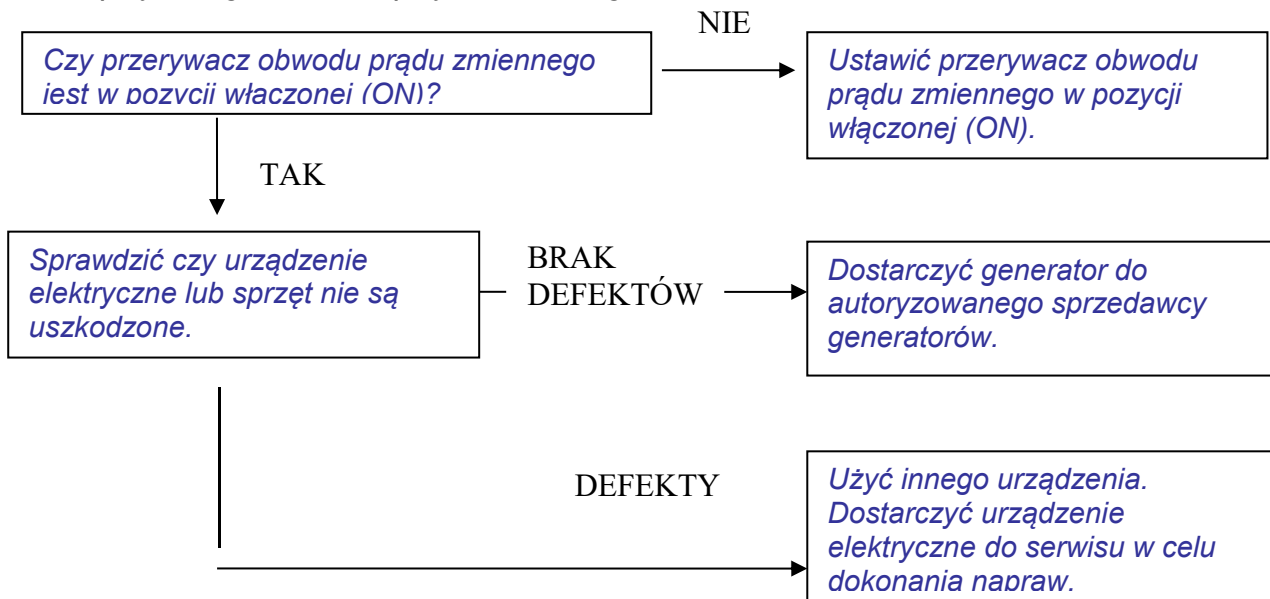 NIE
Czy przerywacz obwodu prądu zmiennego
jest w pozycji włączonej (ON)?
Ustawić przerywacz obwodu
prądu zmiennego w pozycji
włączonej (ON).
TAK
Sprawdzić czy urządzenie
elektryczne lub sprzęt nie są
uszkodzone.
BRAK
DEFEKTÓW
Dostarczyć generator do
autoryzowanego sprzedawcy
generatorów.
DEFEKTY
Użyć innego urządzenia.
Dostarczyć urządzenie
elektryczne do serwisu w celu
dokonania napraw.